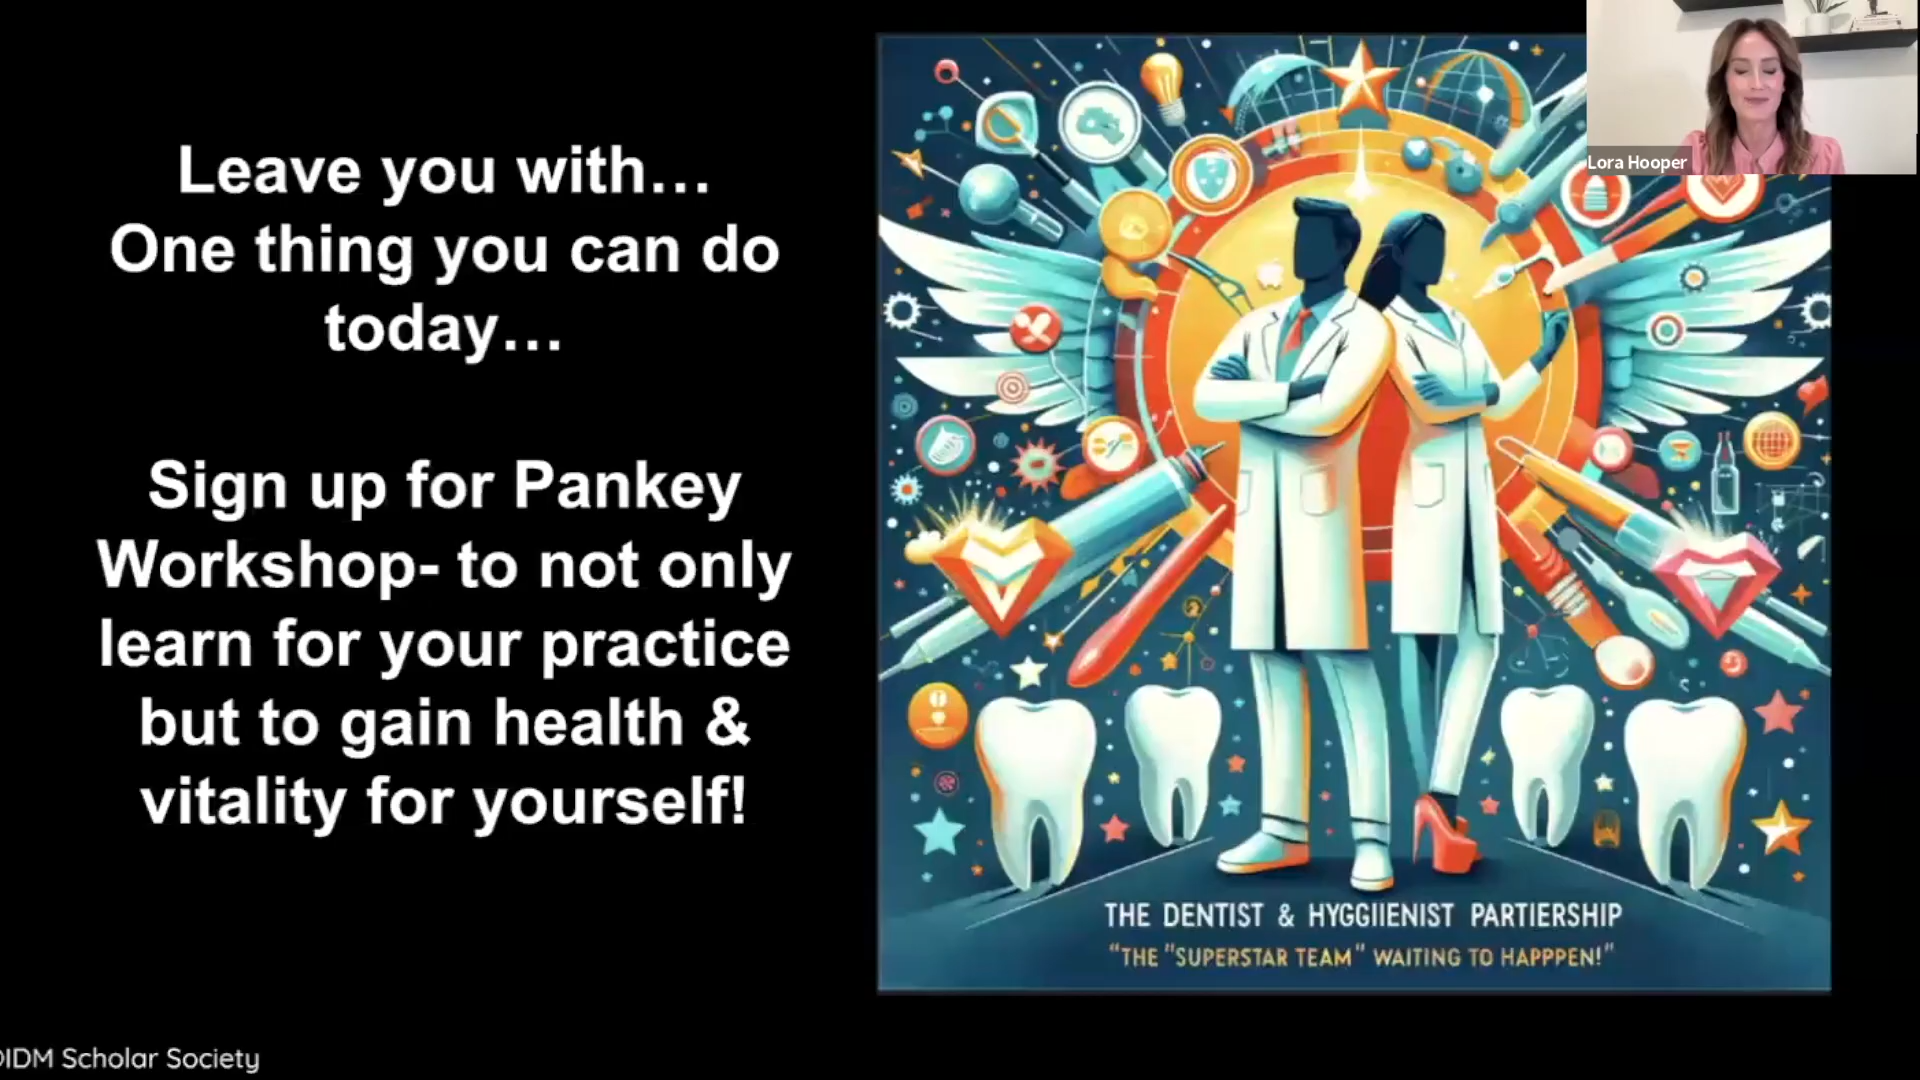 Leave you with...
One thing you can do
today...
Sign up for Pankey
Workshop- to not only
learn for your practice
but to gain health &
vitality for yourself!
Lora Hooper
THE DENTIST & HYGGIIENIST PARTIERSHIP
"THE "SUPERSTAR TEAM" WAITING TO HAPPPEN!"
IDM Scholar Society